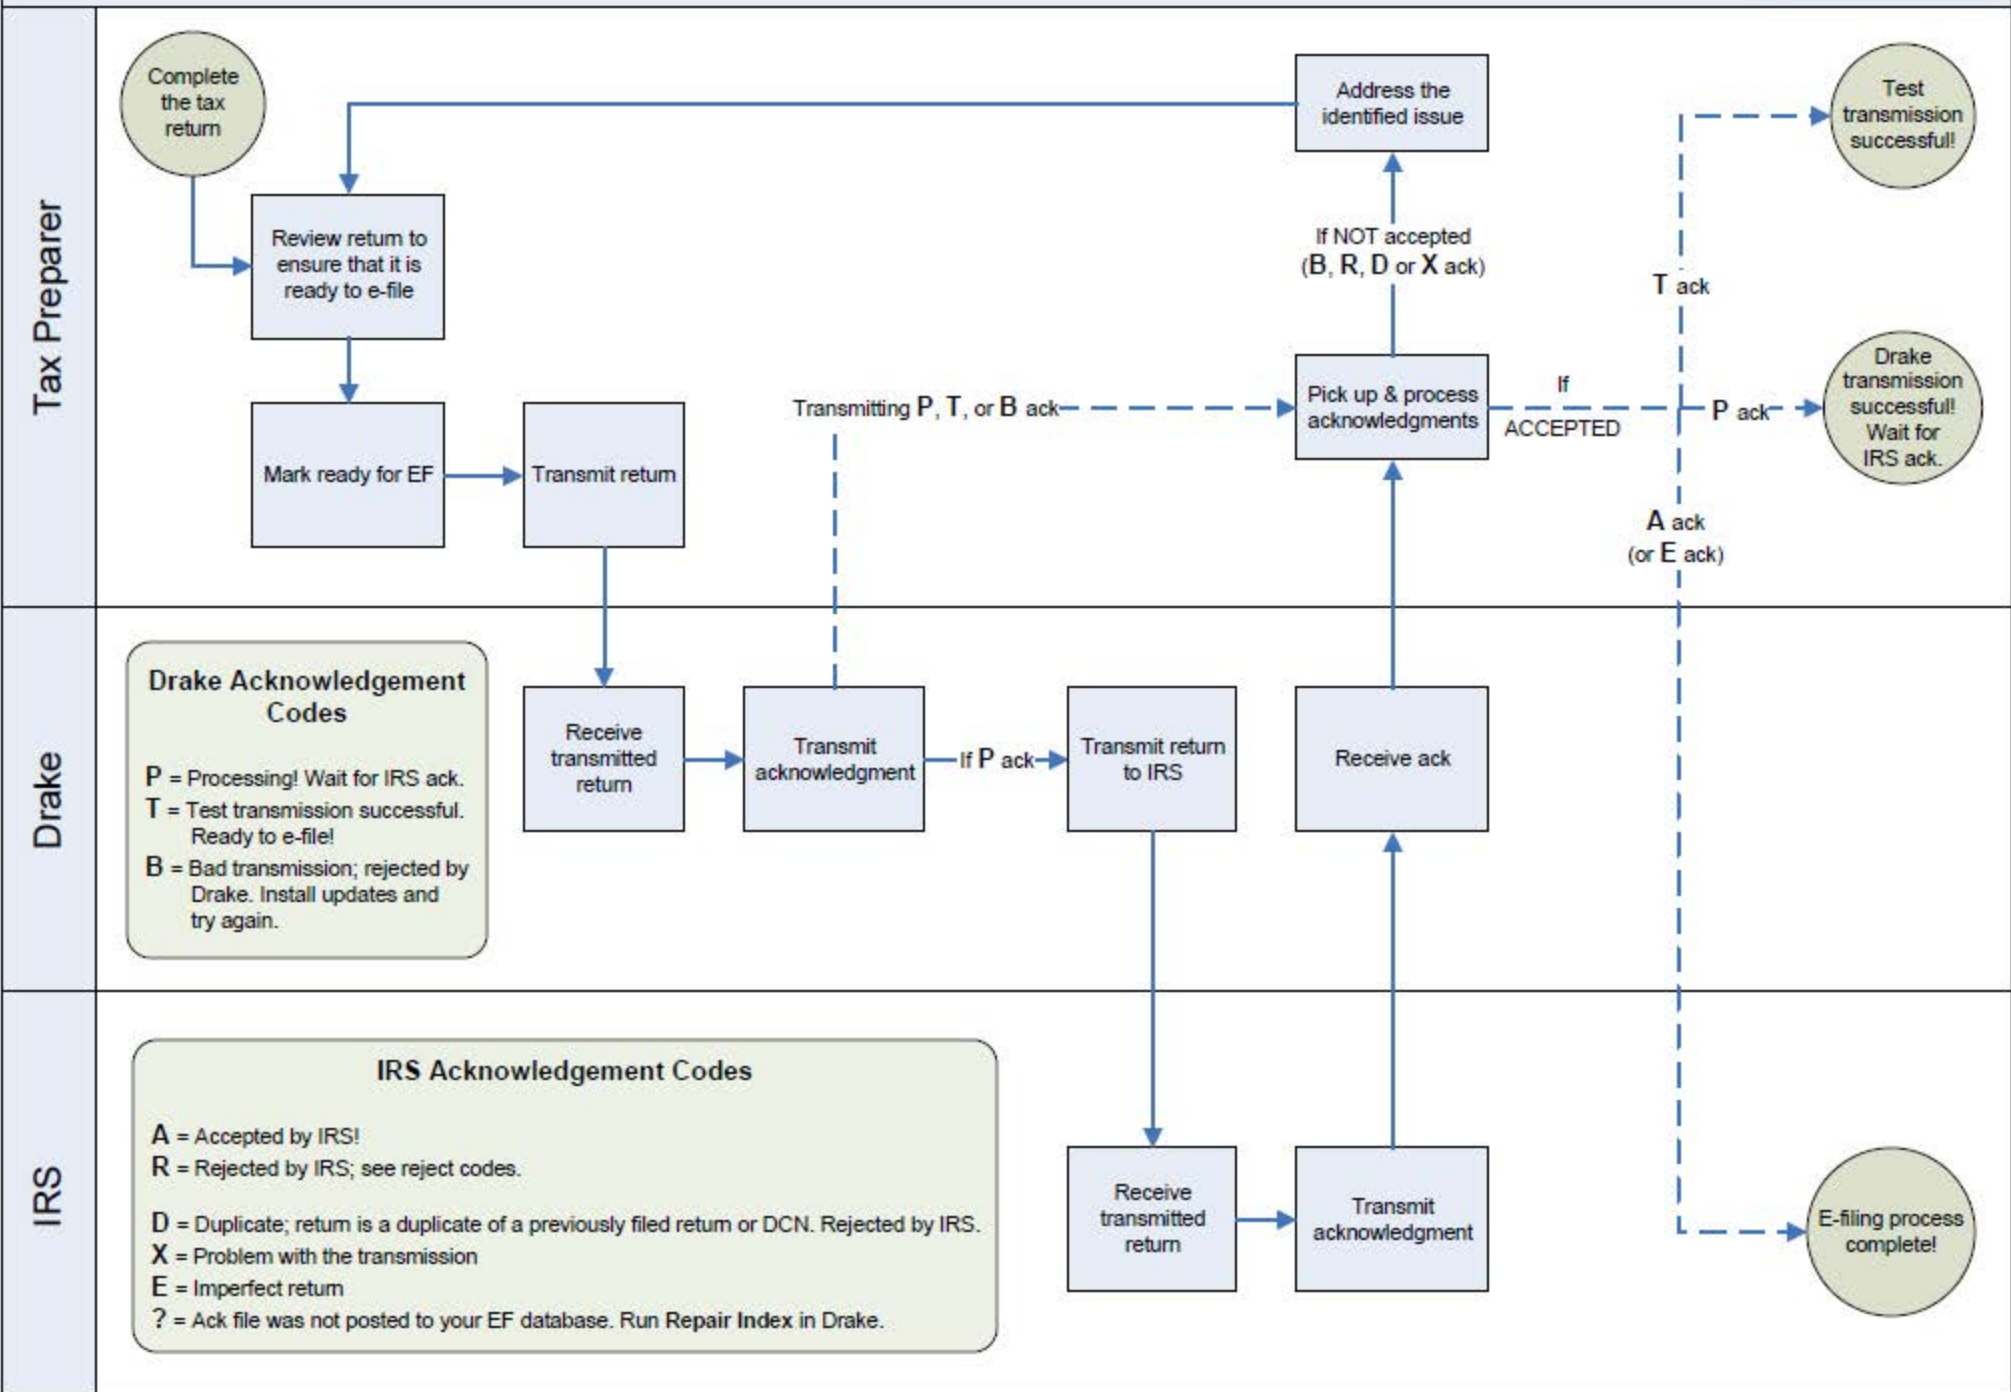 Tax Preparer
Complete
the tax
return
Review return to
ensure that it is
ready to e-file
Mark ready for EF
Transmit return
Address the
identified issue
If NOT accepted
(B, R, D or X ack)
Transmitting P, T, or B ack
Pick up & process
acknowledgments
If
ACCEPTED
T ack
P ack
A ack
(or E ack)
Test
transmission
successful!
Drake
transmission
successful!
Wait for
IRS ack.
Drake
Drake Acknowledgement
Codes
P = Processing! Wait for IRS ack.
T = Test transmission successful.
Ready to e-file!
B = Bad transmission; rejected by
Drake. Install updates and
try again.
Receive
transmitted
return
Transmit
acknowledgment
If P ack
Transmit return
to IRS
Receive ack
IRS
IRS Acknowledgement Codes
A = Accepted by IRS!
R = Rejected by IRS; see reject codes.
D = Duplicate; return is a duplicate of a previously filed return or DCN. Rejected by IRS.
X = Problem with the transmission
E = Imperfect return
? = Ack file was not posted to your EF database. Run Repair Index in Drake.
Receive
transmitted
return
Transmit
acknowledgment
E-filing process
complete!